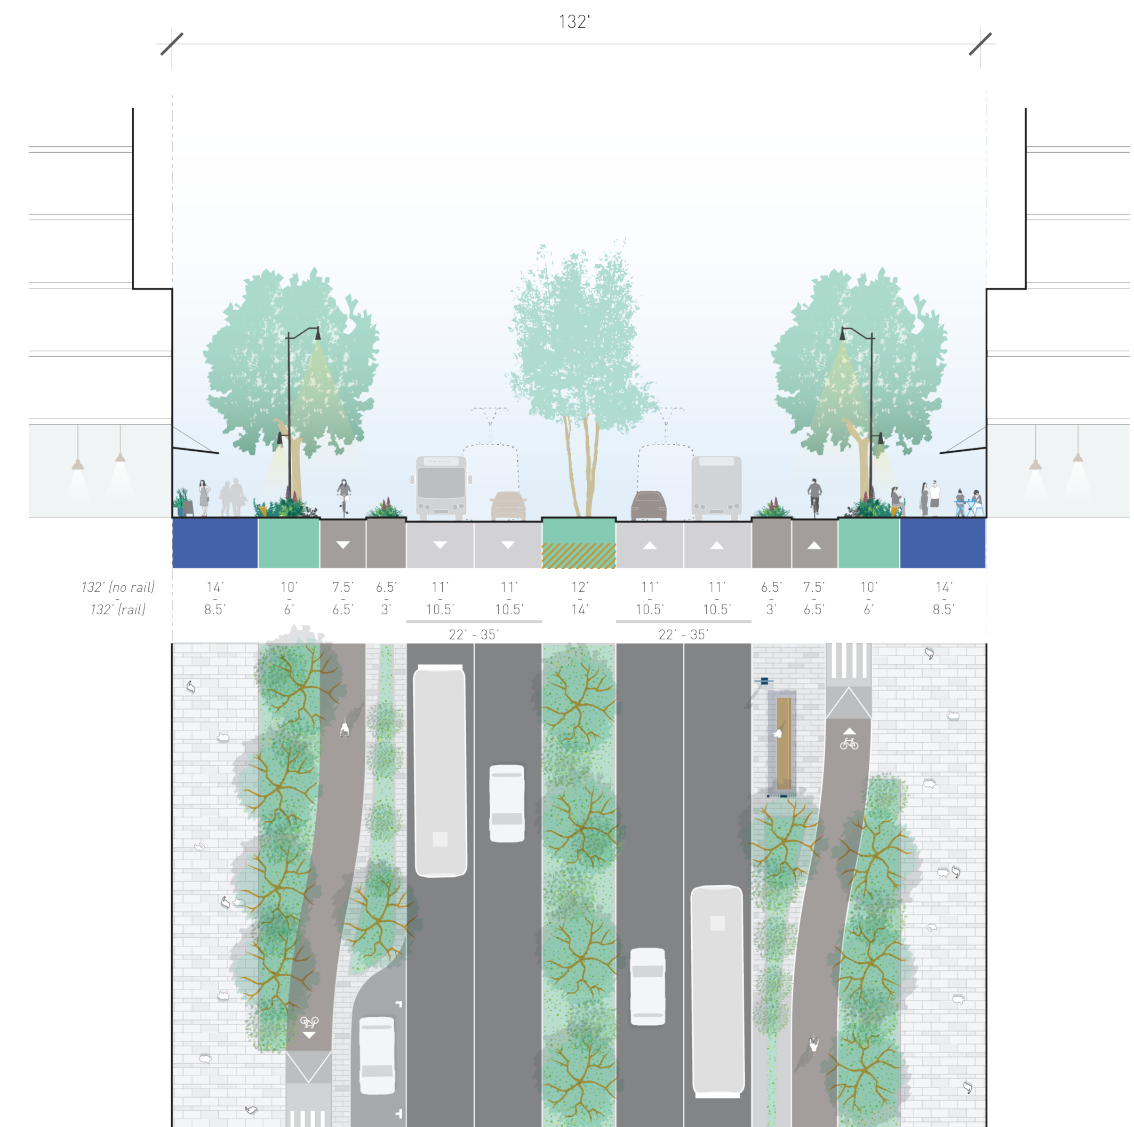 132'
132' (no rail) 14' 10' 7.5' 6.5' 11' 11' 12' 11' 11' 6.5' 7.5' 10' 14'
- - - - - - - - - - - - - -
132' (rail) 8.5' 6' 6.5' 3' 10.5' 10.5' 14' 10.5' 10.5' 3' 6.5' 6' 8.5'
22' - 35' 22' - 35'